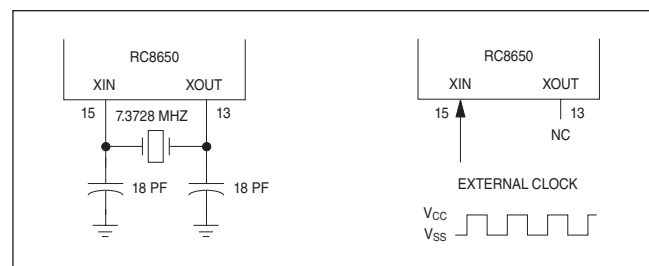 RC8650
XIN XOUT
15 13
7.3728 MHZ
18 PF 18 PF
RC8650
XIN XOUT
15 13
NC
EXTERNAL CLOCK
VCC
VSS